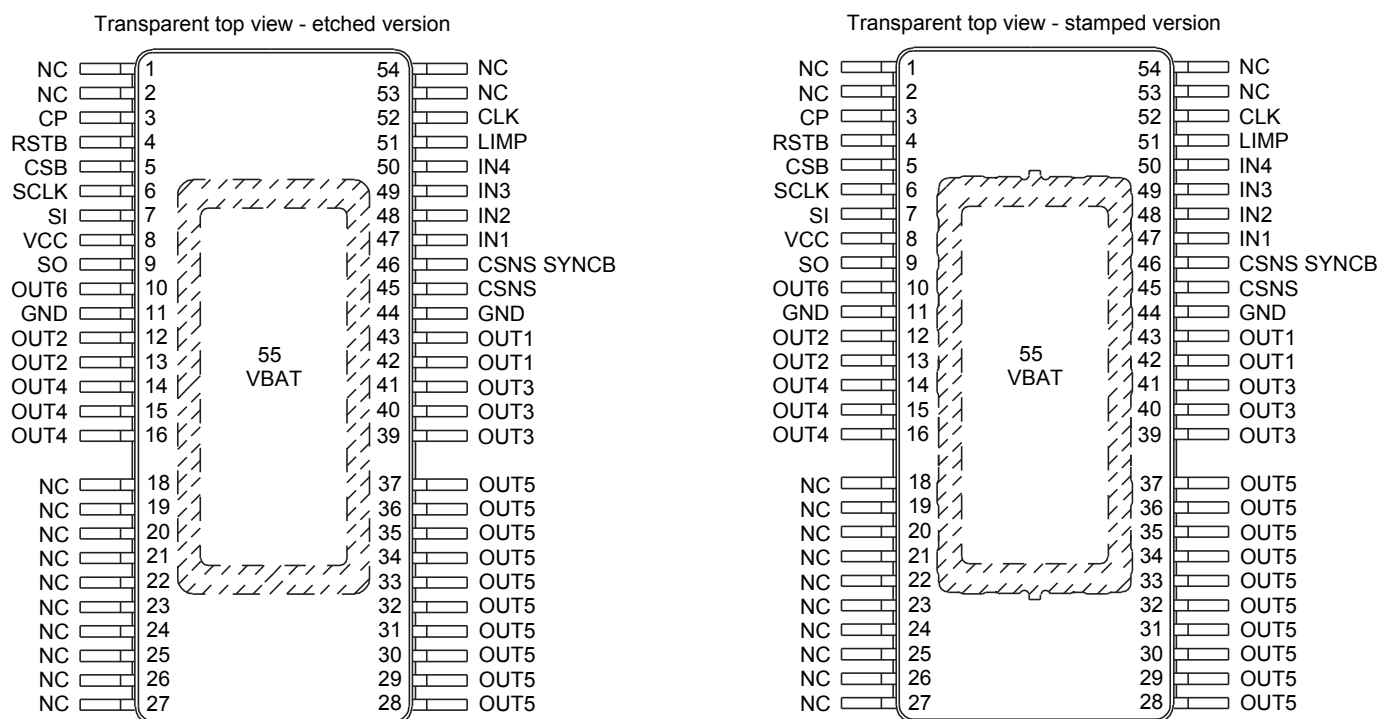 Transparent top view - etched version
NC 1 54 NC
NC 2 53 NC
CP 3 52 CLK
RSTB 4 51 LIMP
CSB 5 50 IN4
SCLK 6 49 IN3
SI 7 48 IN2
VCC 8 47 IN1
SO 9 46 CSNS SYNCB
OUT6 10 45 CSNS
GND 11 44 GND
OUT2 12 43 OUT1
OUT2 13 42 OUT1
OUT4 14 41 OUT3
OUT4 15 40 OUT3
OUT4 16 39 OUT3
NC 18 37 OUT5
NC 19 36 OUT5
NC 20 35 OUT5
NC 21 34 OUT5
NC 22 33 OUT5
NC 23 32 OUT5
NC 24 31 OUT5
NC 25 30 OUT5
NC 26 29 OUT5
NC 27 28 OUT5
55
VBAT
Transparent top view - stamped version
NC 1 54 NC
NC 2 53 NC
CP 3 52 CLK
RSTB 4 51 LIMP
CSB 5 50 IN4
SCLK 6 49 IN3
SI 7 48 IN2
VCC 8 47 IN1
SO 9 46 CSNS SYNCB
OUT6 10 45 CSNS
GND 11 44 GND
OUT2 12 43 OUT1
OUT2 13 42 OUT1
OUT4 14 41 OUT3
OUT4 15 40 OUT3
OUT4 16 39 OUT3
NC 18 37 OUT5
NC 19 36 OUT5
NC 20 35 OUT5
NC 21 34 OUT5
NC 22 33 OUT5
NC 23 32 OUT5
NC 24 31 OUT5
NC 25 30 OUT5
NC 26 29 OUT5
NC 27 28 OUT5
55
VBAT